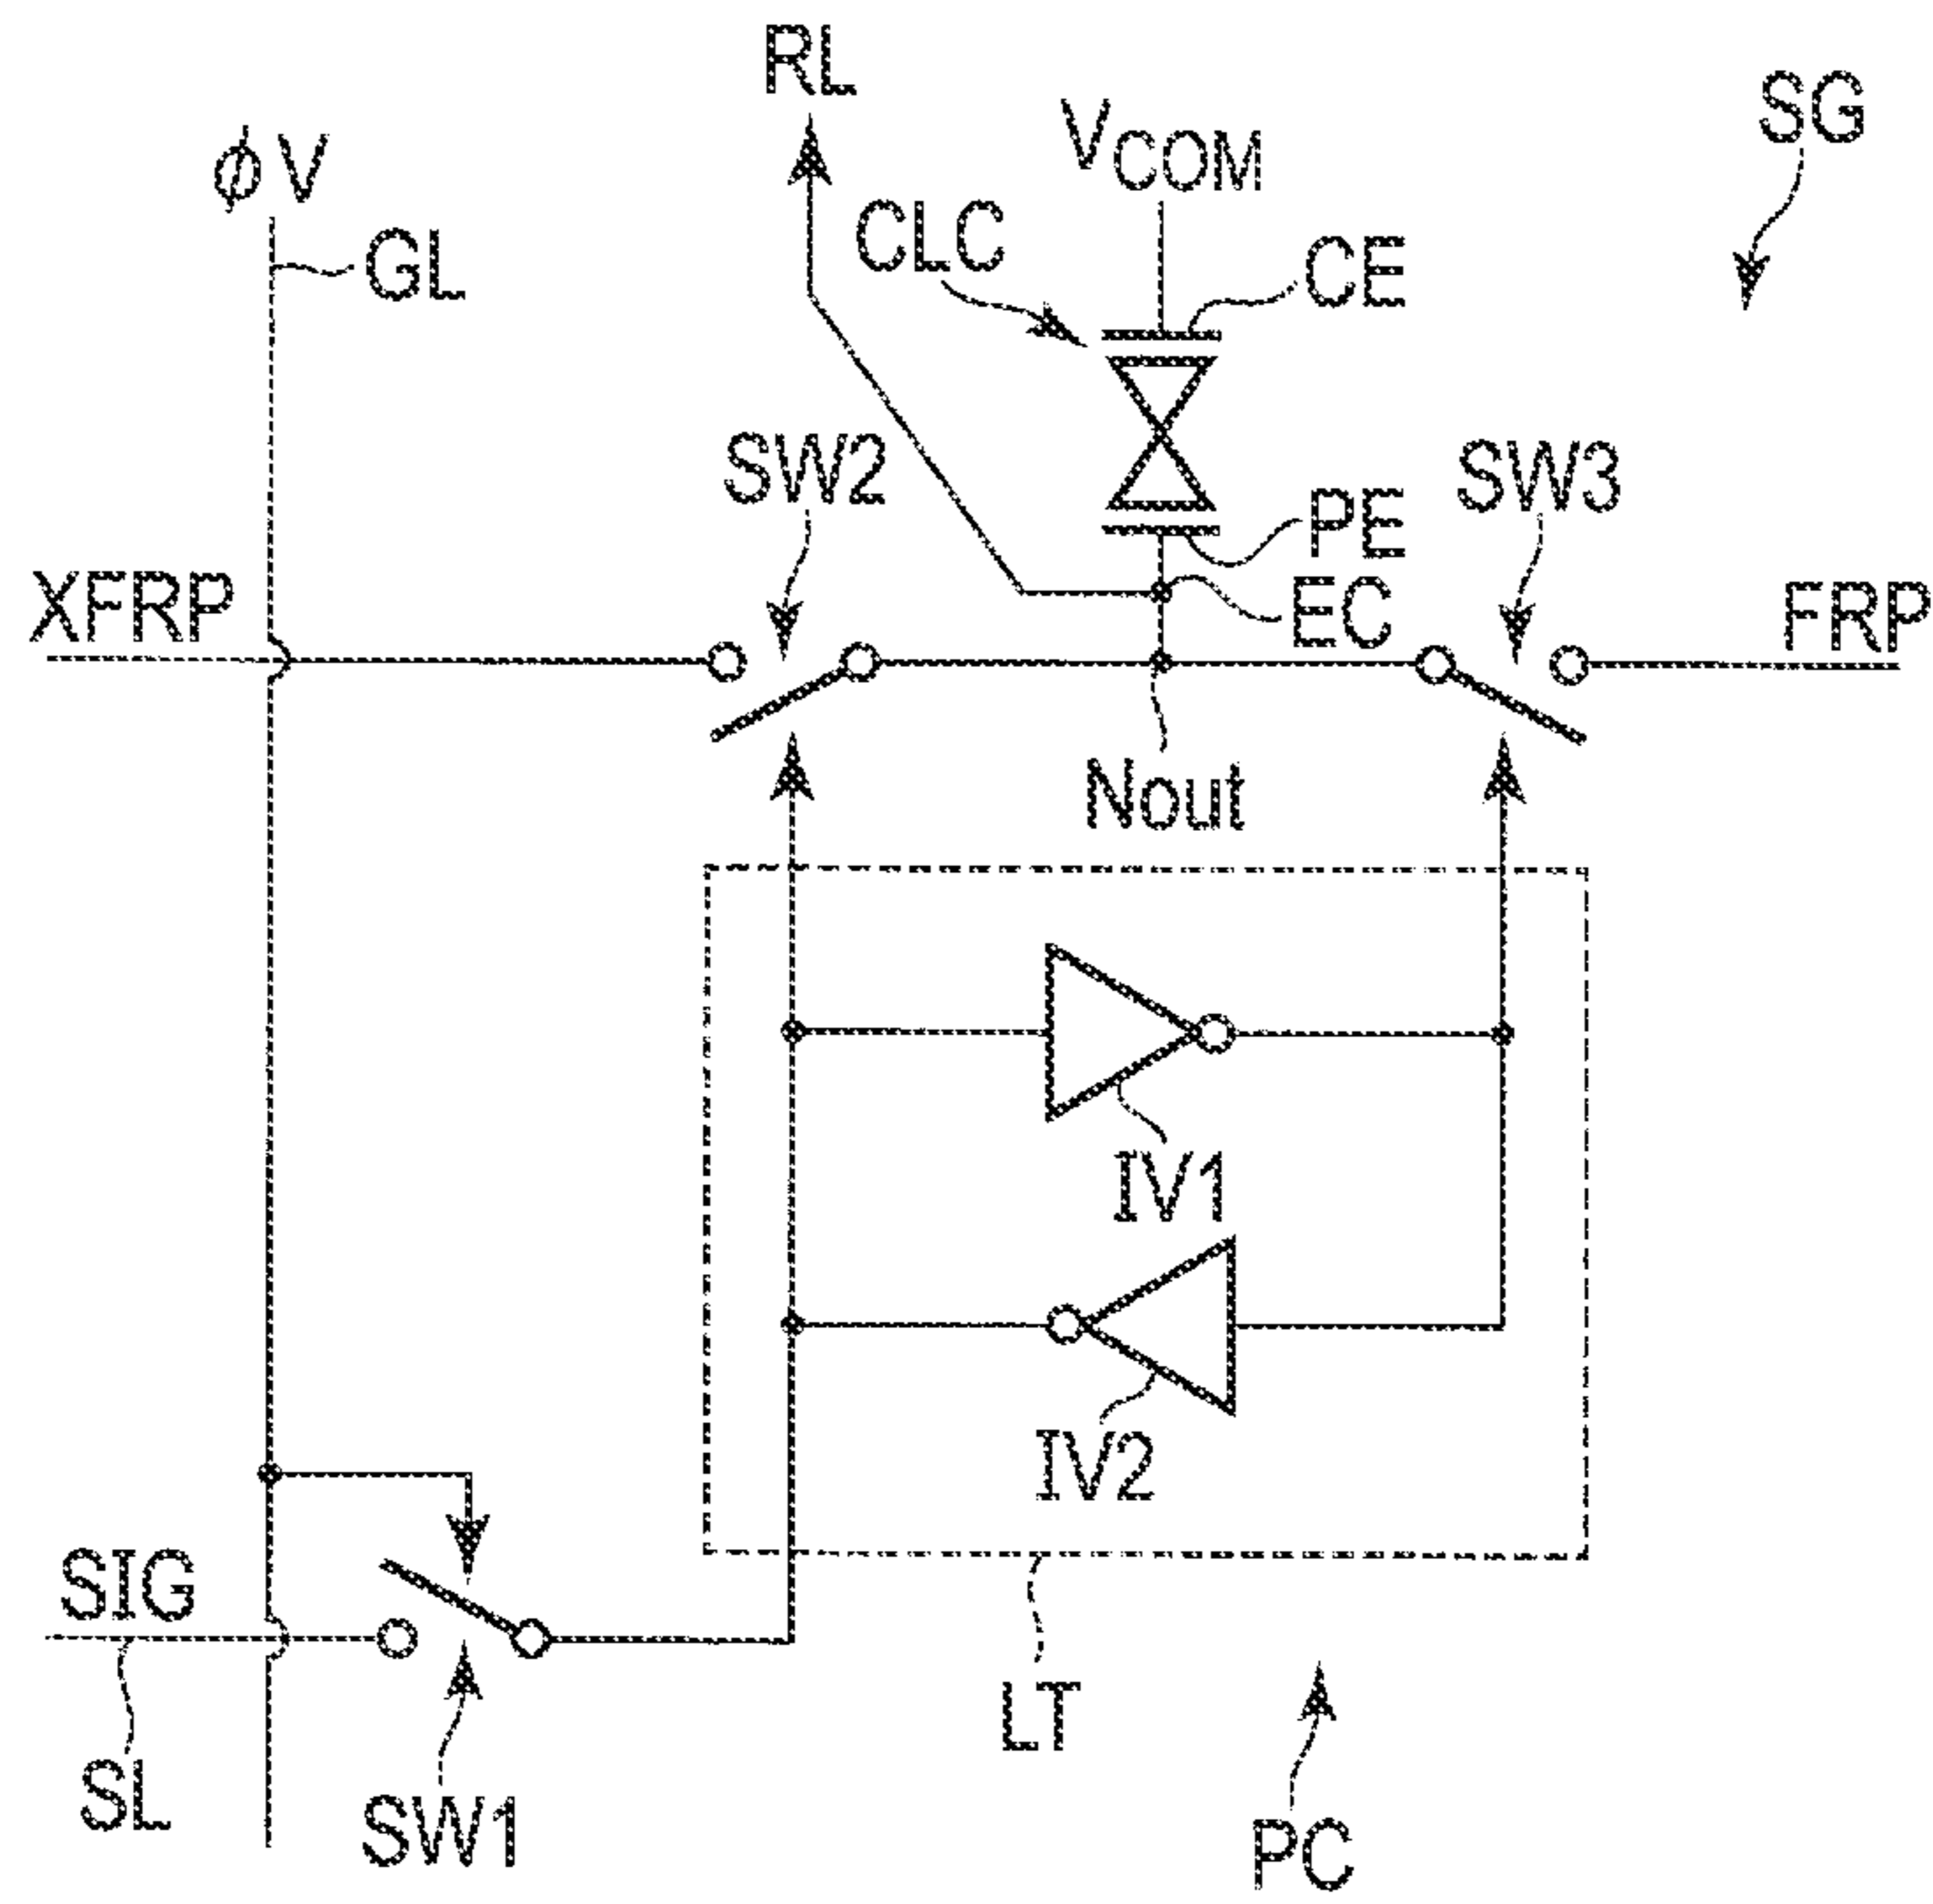 RL
SG
φV
VCOM
CLC
GL
CE
SW2
SW3
PE
XFRP
EC
FRP
Nout
IV1
IV2
SIG
LT
SL
SW1
PC